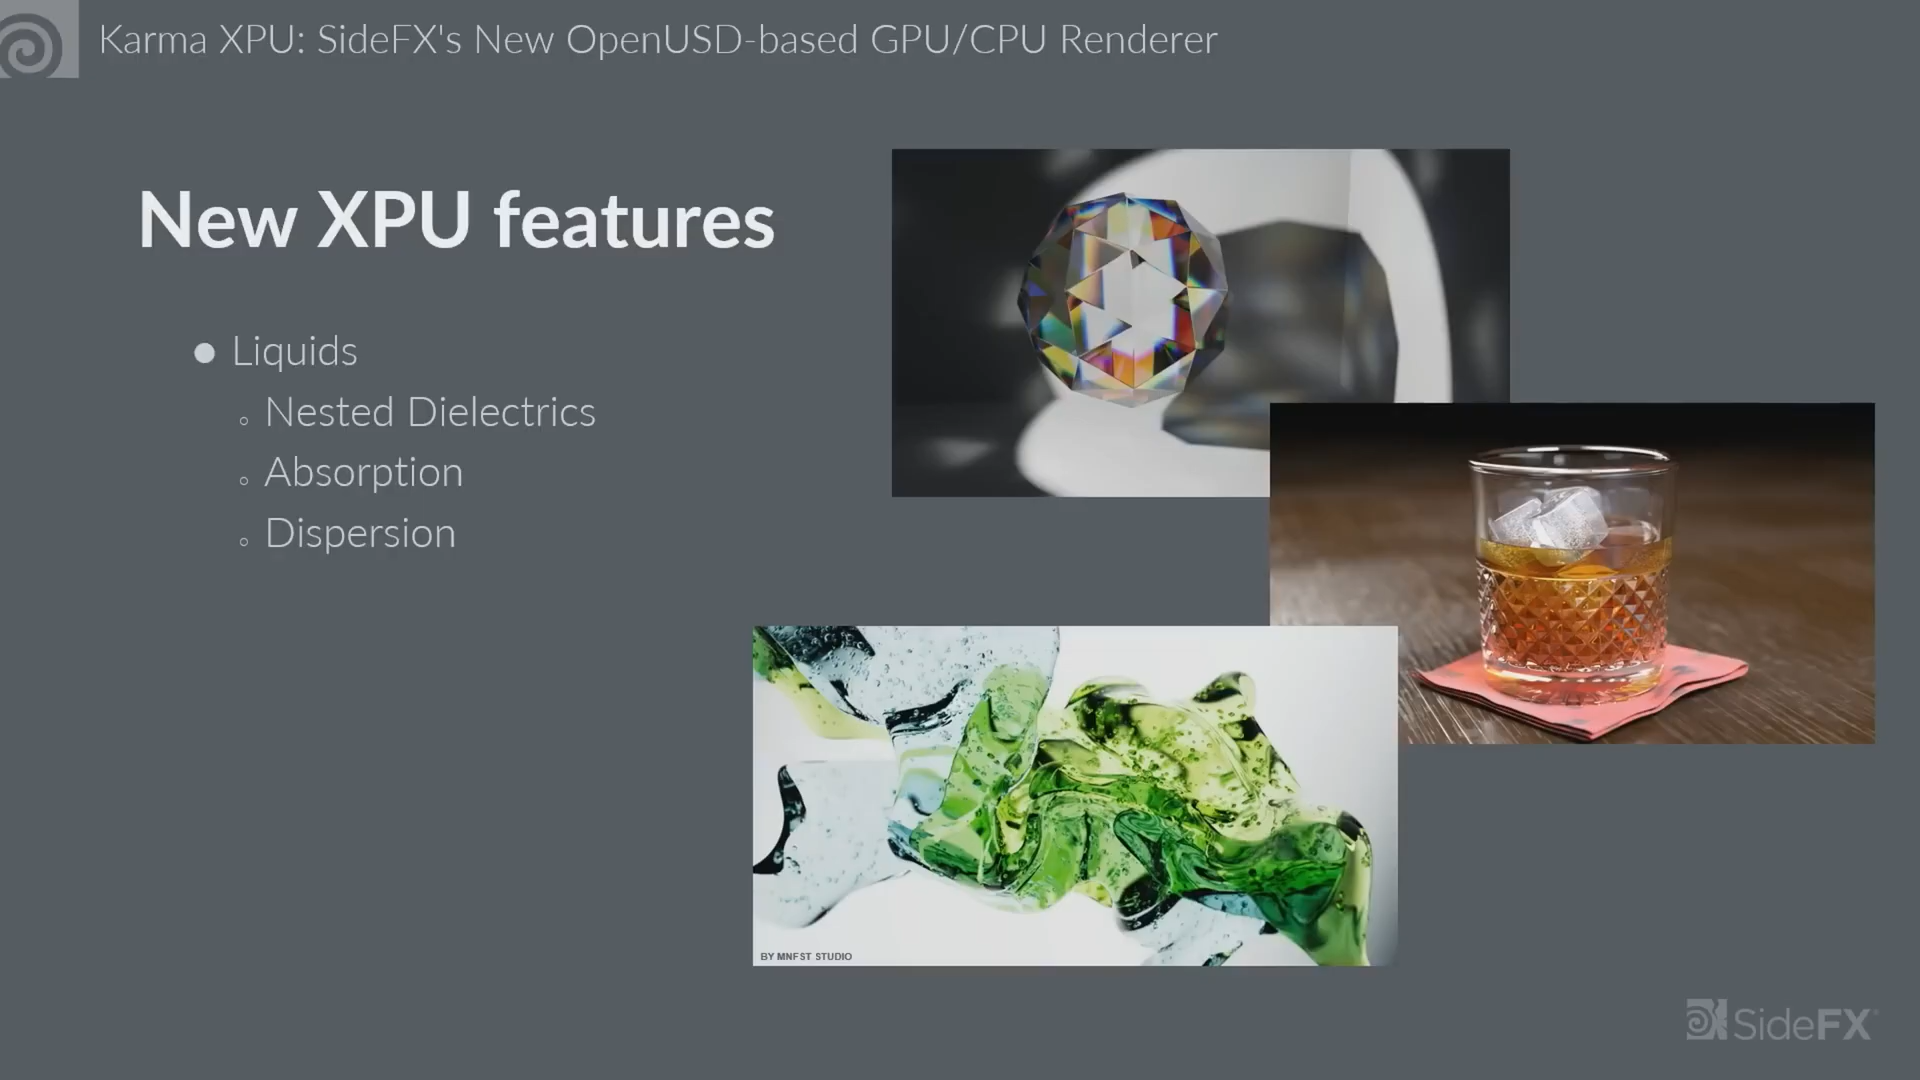 Karma XPU: SideFX's New OpenUSD-based GPU/CPU Renderer
New XPU features
Liquids
Nested Dielectrics
Absorption
Dispersion
BY MNFST STUDIO
SideFX